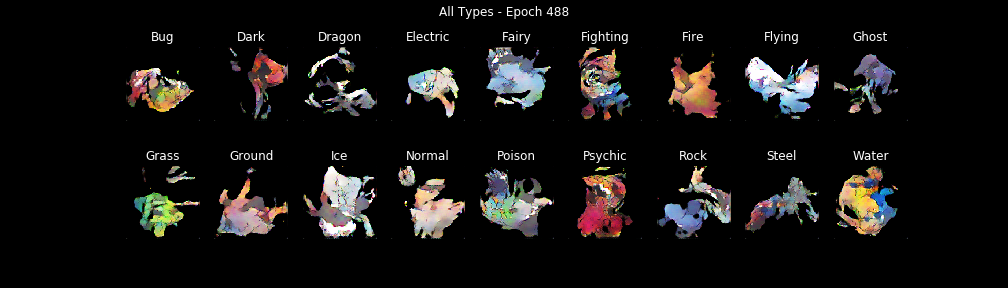 All Types - Epoch 488
Bug Dark Dragon Electric Fairy Fighting Fire Flying Ghost
Grass Ground Ice Normal Poison Psychic Rock Steel Water